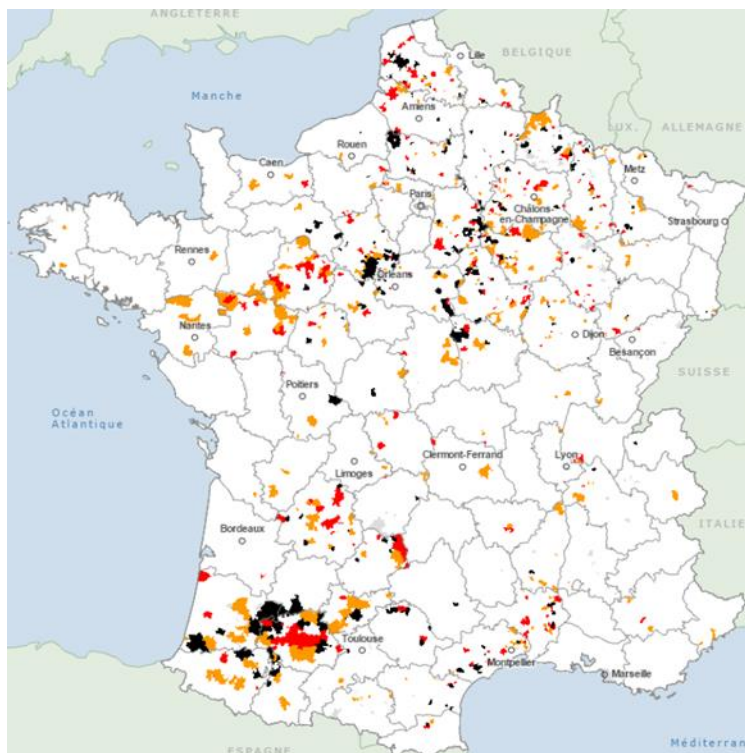 ANGLETERRE
Lille
BELGIQUE
Manche
Amiens
LUX.
ALLEMAGNE
Rouen
Caen
Metz
Paris
Châlons-
en-Champagne
Strasbourg
Rennes
Orléans
Nantes
Dijon
Besançon
SUISSE
Poitiers
Océan
Atlantique
Clermont-Ferrand
Lyon
Limoges
Bordeaux
ITALIE
Toulouse
Montpellier
Marseille
ESPAGNE
Méditerran